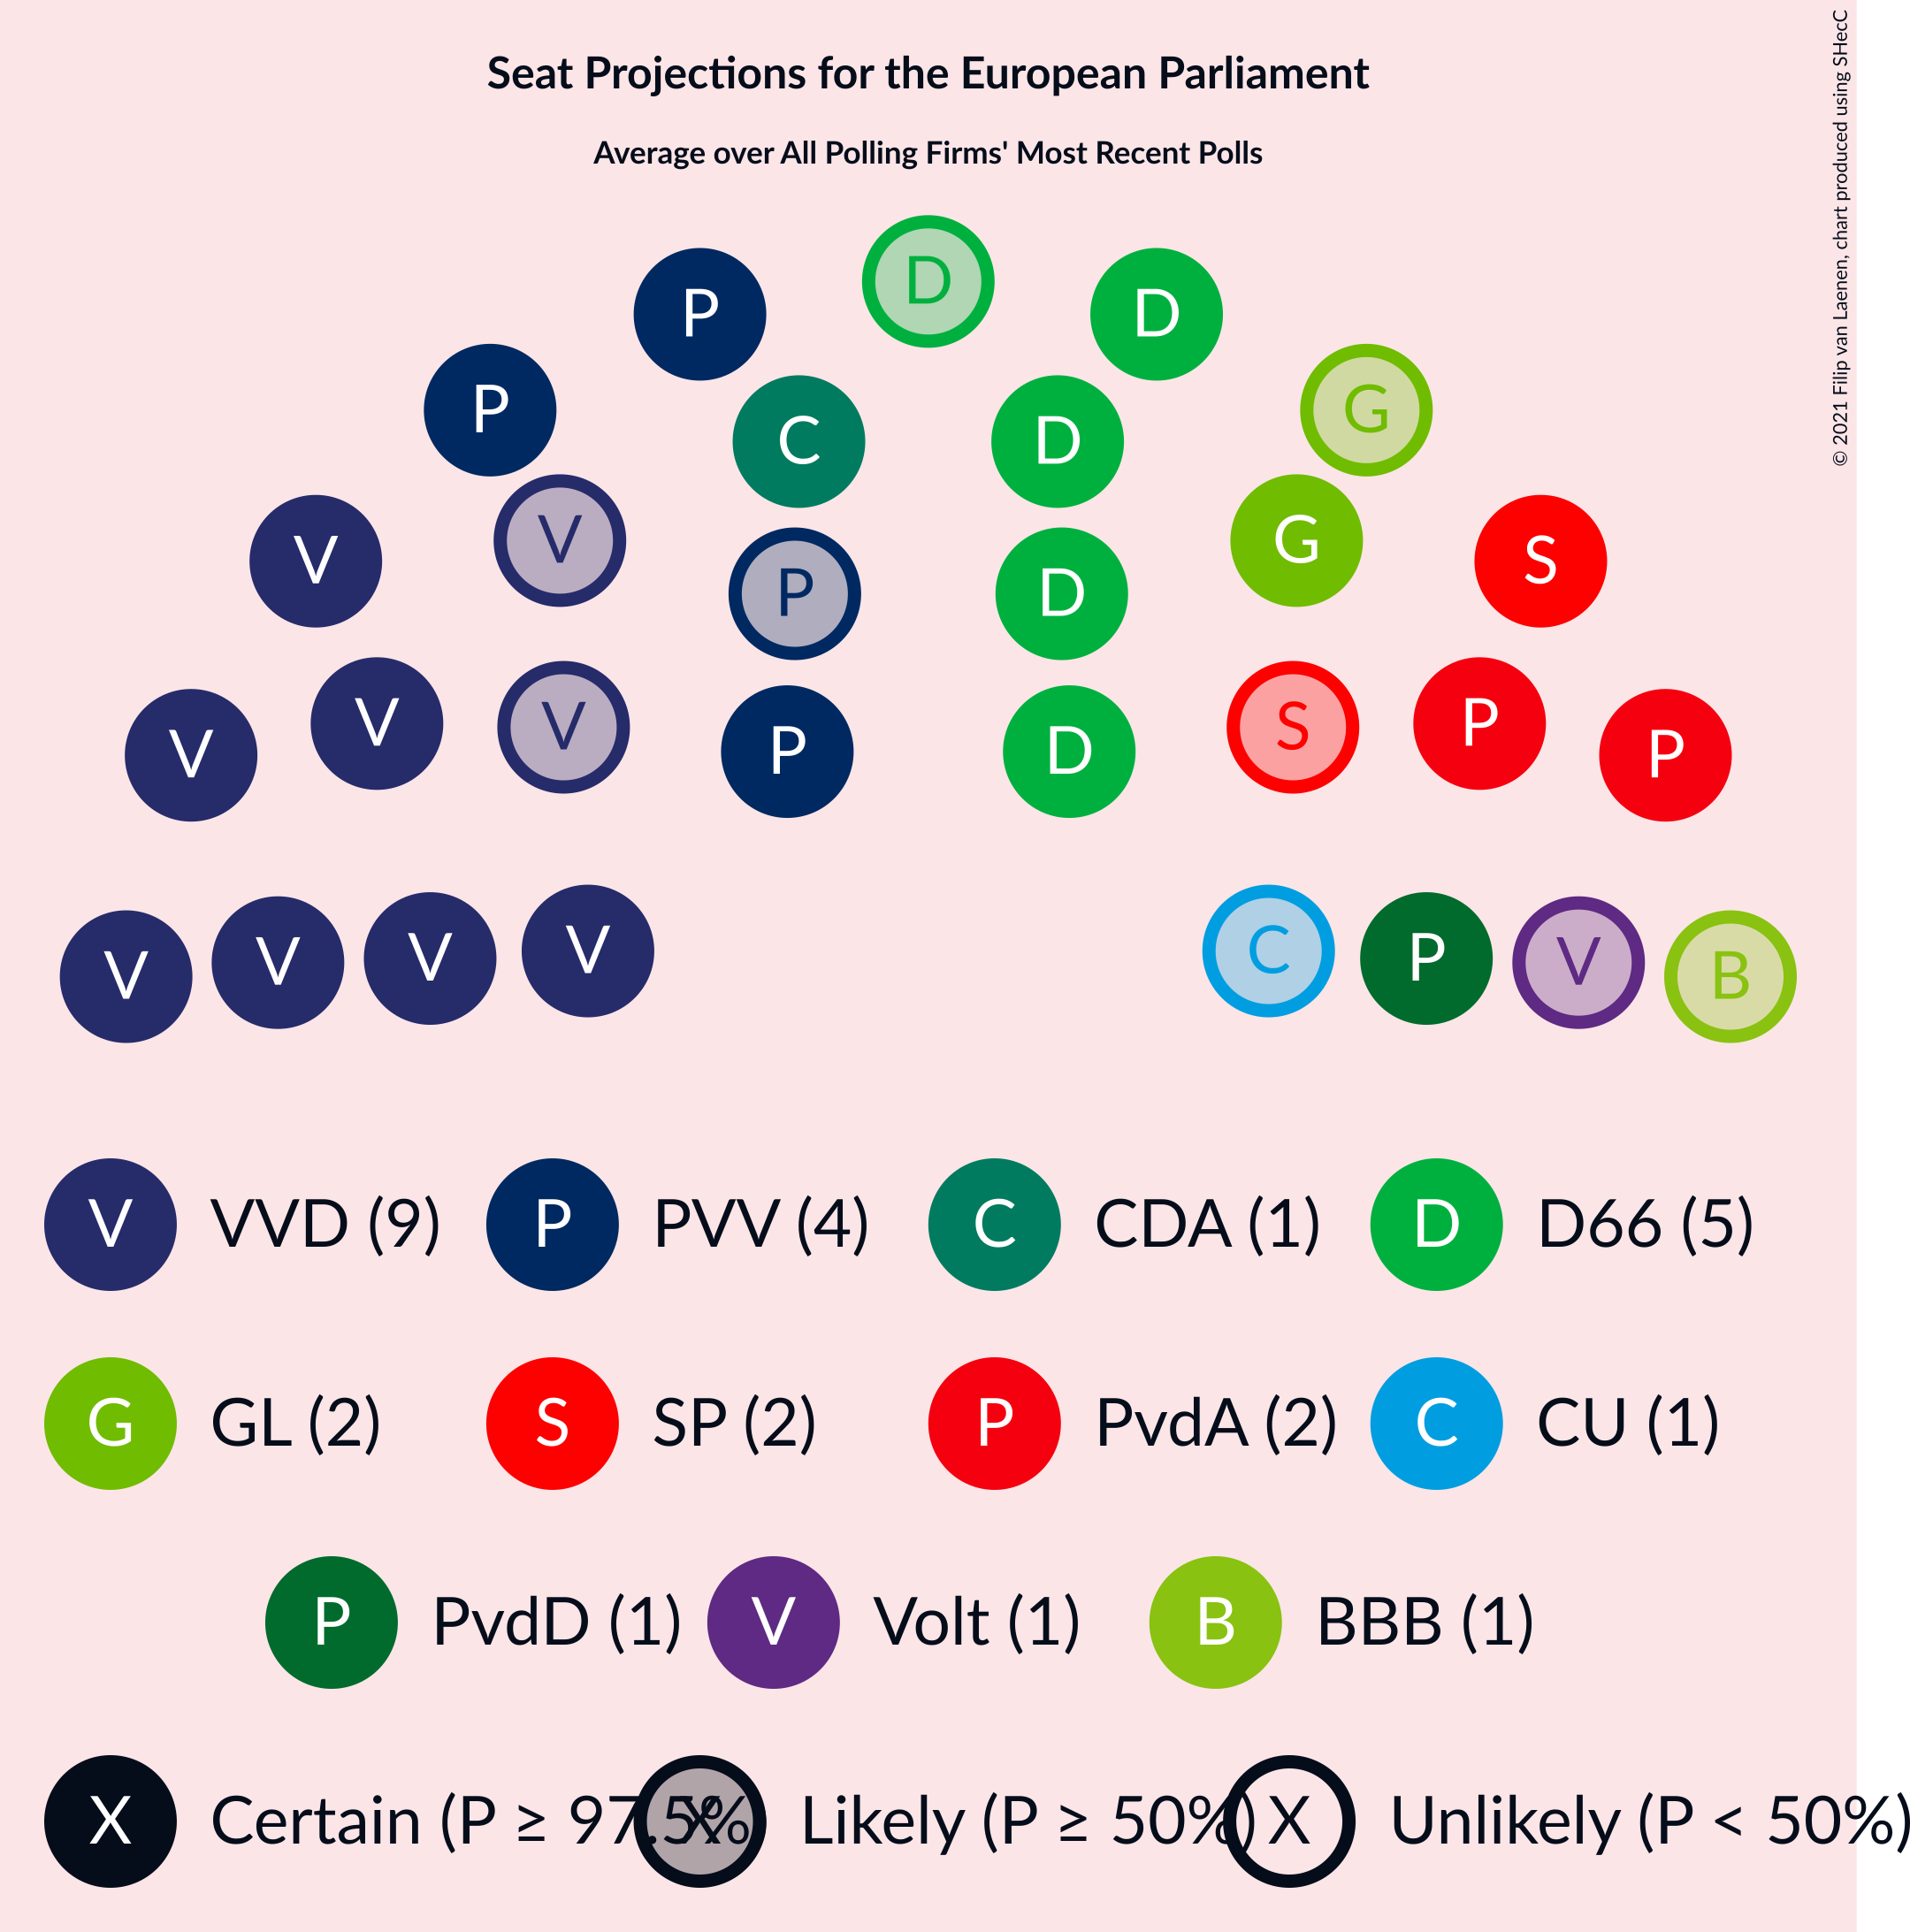 Seat Projections for the European Parliament
Average over All Polling Firms' Most Recent Polls
© 2021 Filip van Laenen, chart produced using SHecC
D
P D
P G
C D
V V G S
P D
V V V P D S P P
V V V V C P V B
V VVD (9) P PVV (4) C CDA (1) D D66 (5)
G GL (2) S SP (2) P PvdA (2) C CU (1)
P PvdD (1) V Volt (1) B BBB (1)
X Certain (P ≥ 97.5% X Likely (P ≥ 50%) X Unlikely (P < 50%)